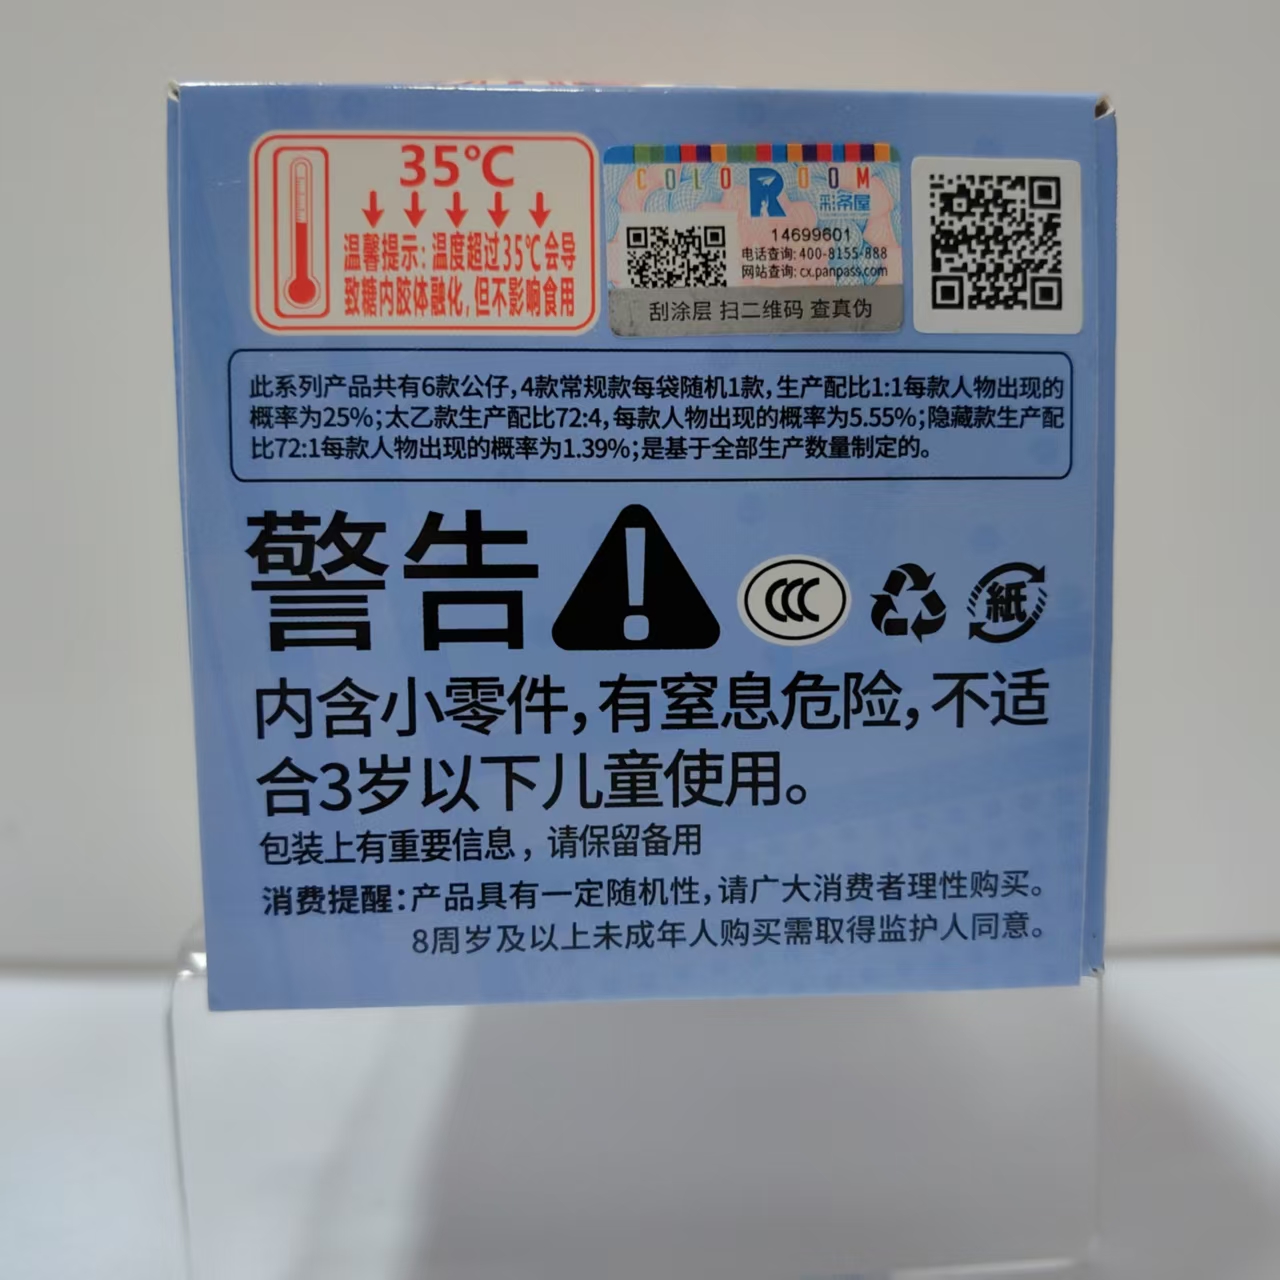 35℃
温馨提示：温度超过35℃会导
致糖内胶体融化，但不影响食用
COLOROOM
彩条屋
14699601
电话查询：400-8155-888
网站查询：cx.panpass.com
刮涂层 扫二维码 查真伪
此系列产品共有6款公仔，4款常规款每袋随机1款，生产配比1:1每款人物出现的
概率为25%；太乙款生产配比72:4，每款人物出现的概率为5.55%；隐藏款生产配
比72:1每款人物出现的概率为1.39%；是基于全部生产数量制定的。
警告
CCC
紙
内含小零件，有窒息危险，不适
合3岁以下儿童使用。
包装上有重要信息，请保留备用
消费提醒：产品具有一定随机性，请广大消费者理性购买。
8周岁及以上未成年人购买需取得监护人同意。